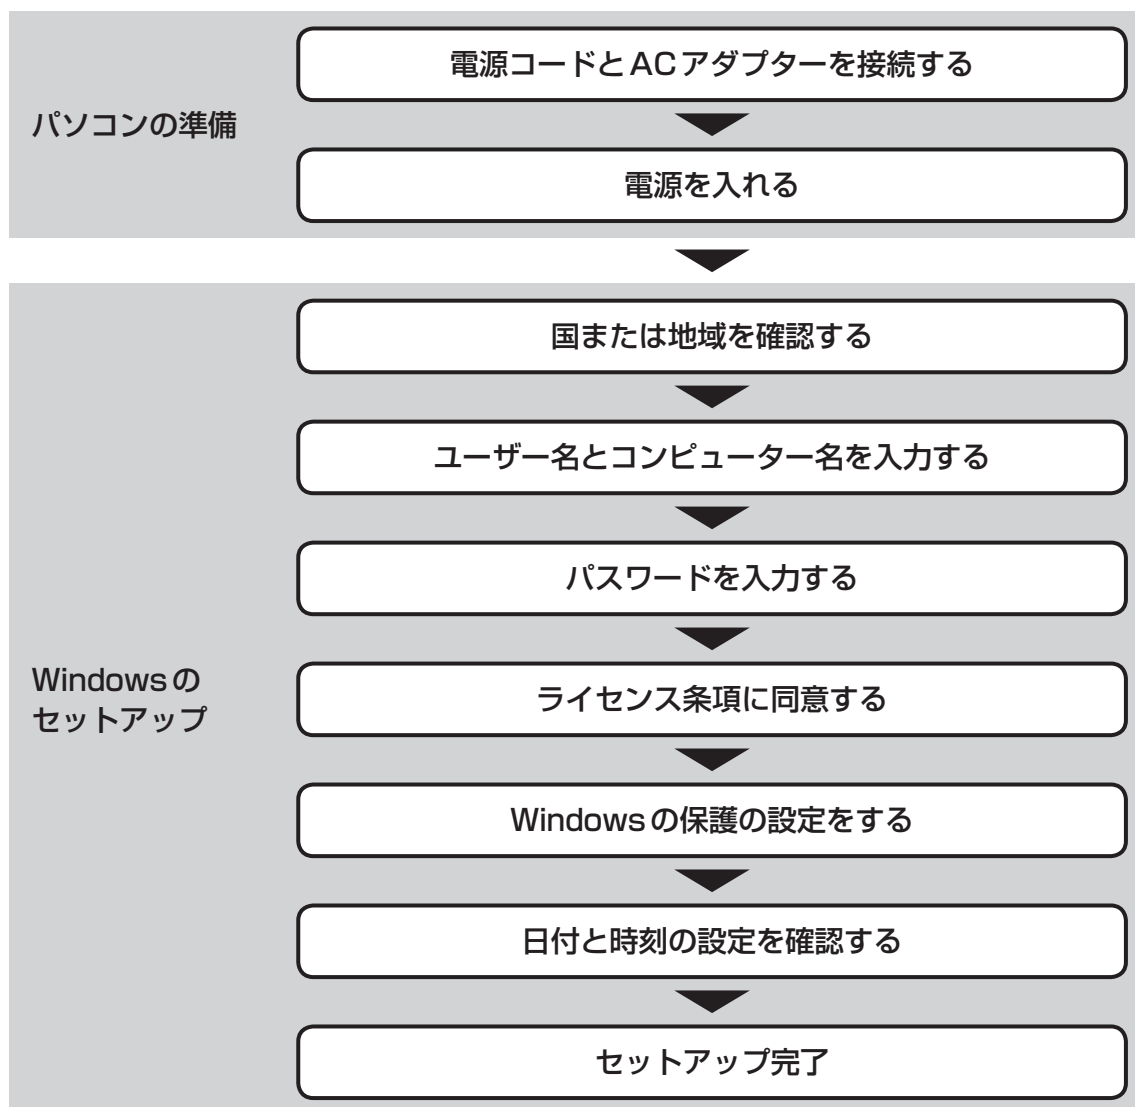 パソコンの準備
電源コードとACアダプターを接続する
電源を入れる
Windowsの
セットアップ
国または地域を確認する
ユーザー名とコンピューター名を入力する
パスワードを入力する
ライセンス条項に同意する
Windowsの保護の設定をする
日付と時刻の設定を確認する
セットアップ完了